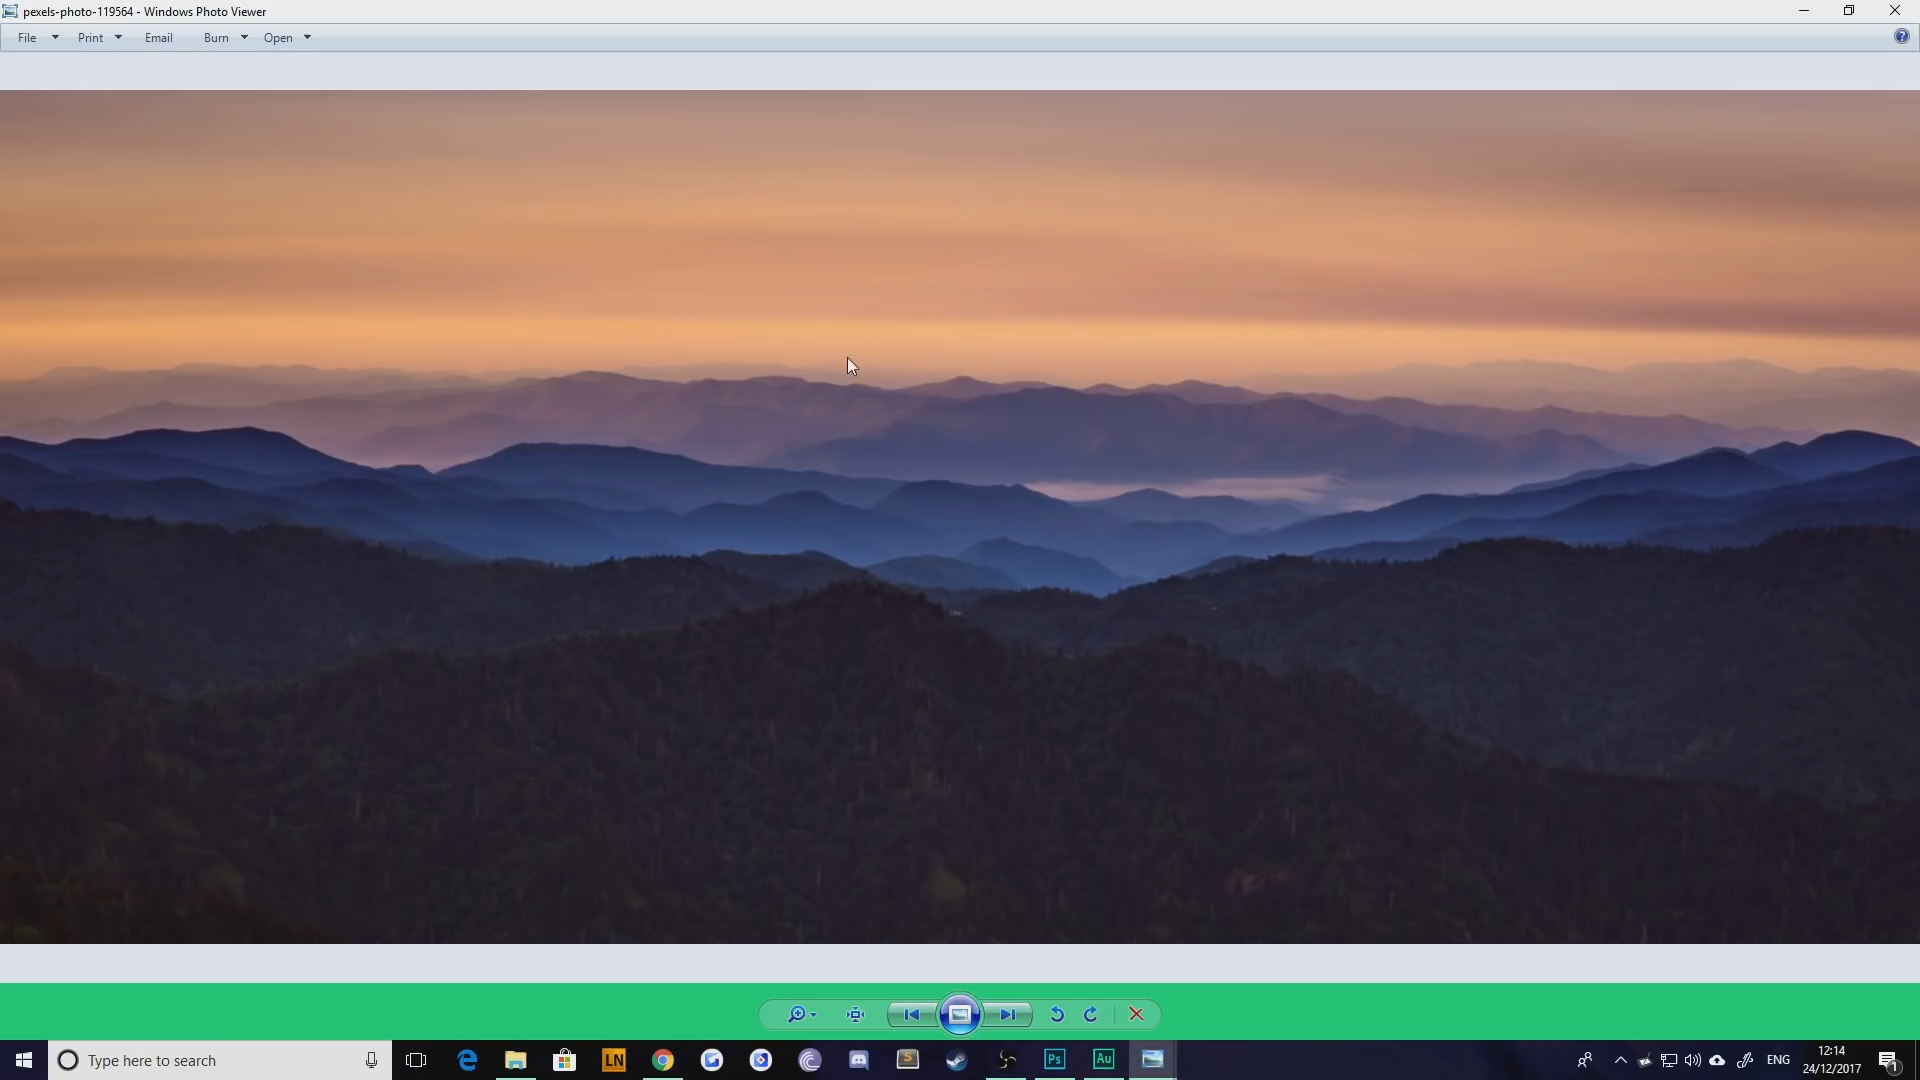 pexels-photo-119564 - Windows Photo Viewer
File Print Email Burn Open
?
Type here to search
LN
S
Ps
Au
ENG
12:14
24/12/2017
1